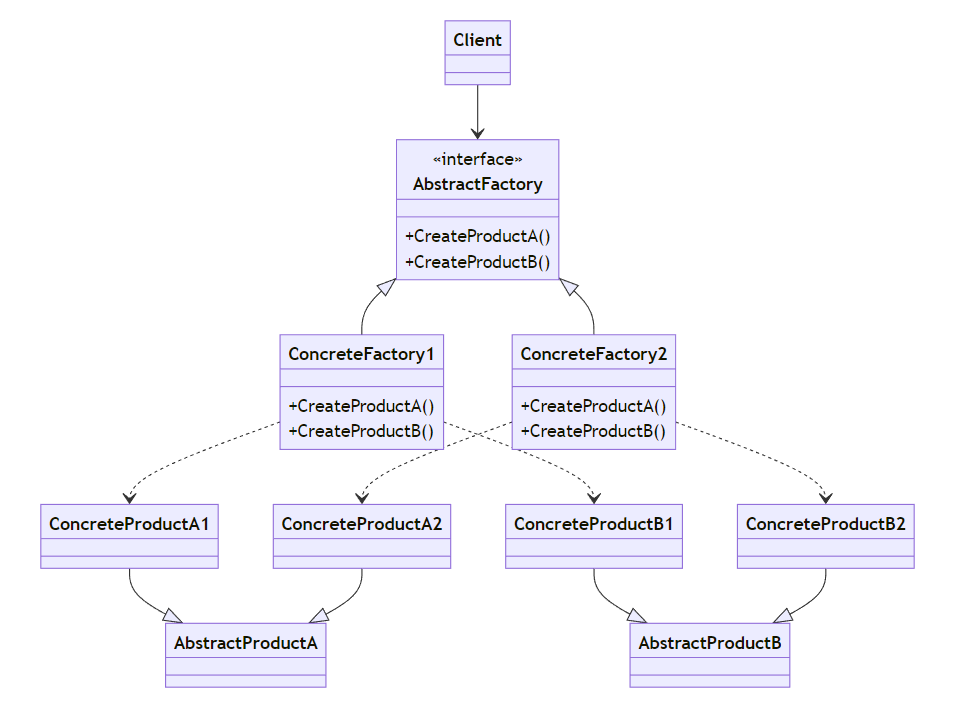 Client
«interface»
AbstractFactory
+CreateProductA()
+CreateProductB()
ConcreteFactory1
+CreateProductA()
+CreateProductB()
ConcreteFactory2
+CreateProductA()
+CreateProductB()
ConcreteProductA1
ConcreteProductA2
ConcreteProductB1
ConcreteProductB2
AbstractProductA
AbstractProductB